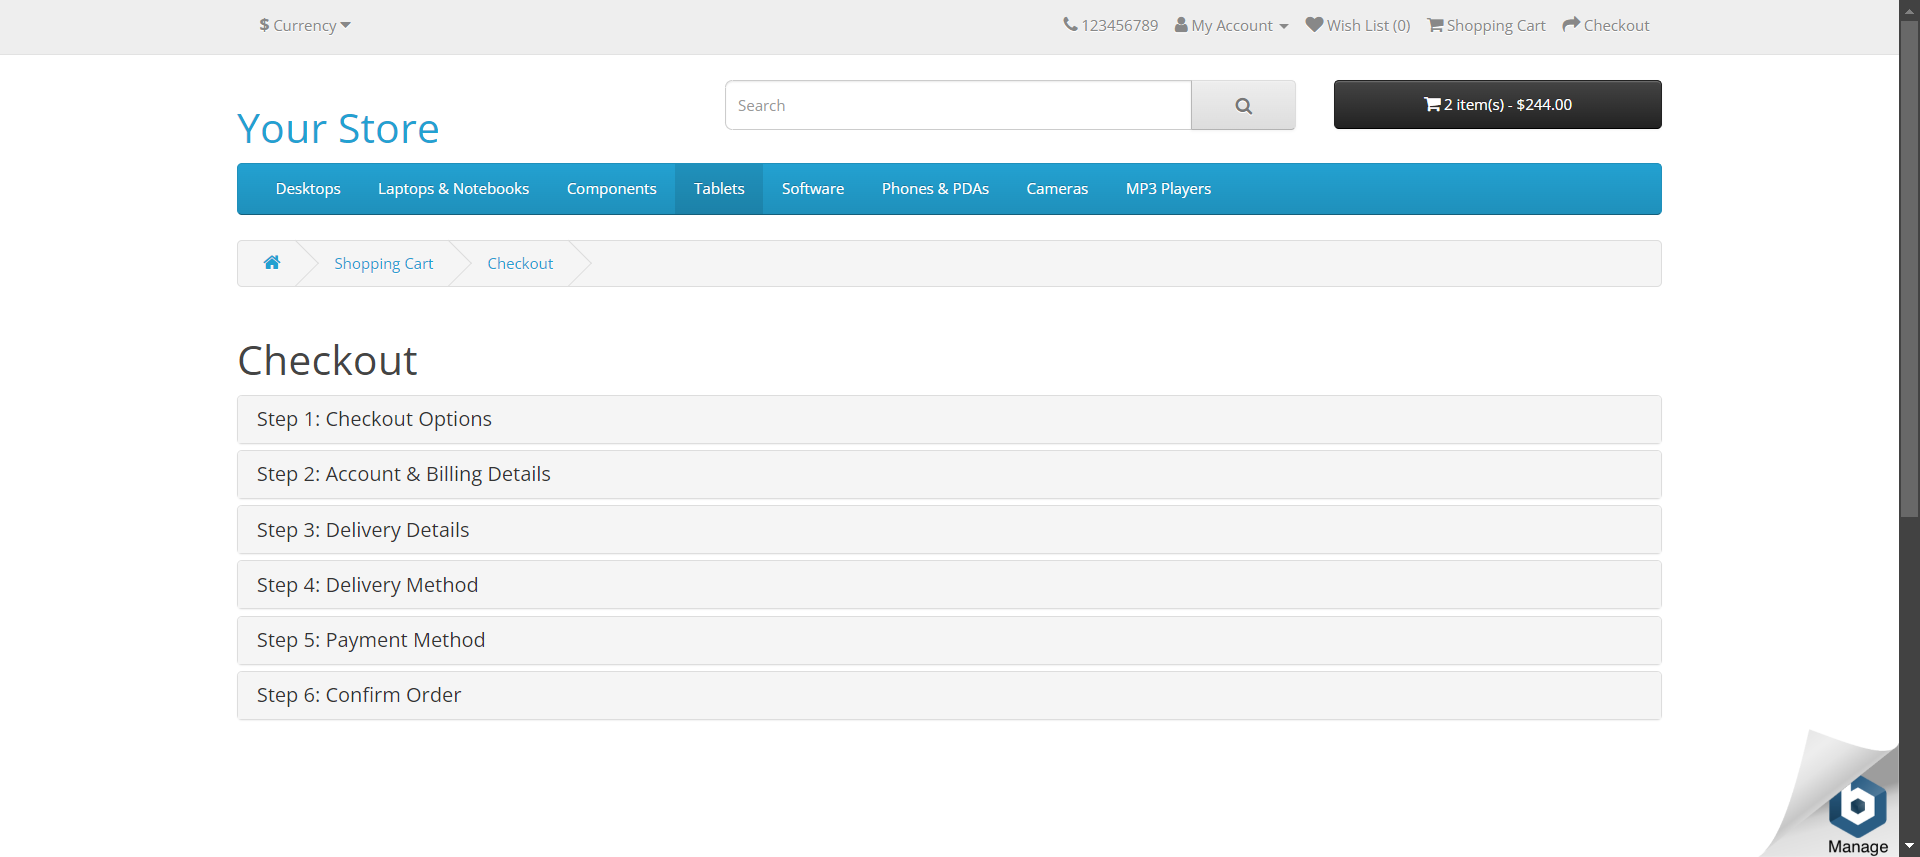 $ Currency
123456789 My Account Wish List (0) Shopping Cart Checkout
Your Store
Search
2 item(s) - $244.00
Desktops Laptops & Notebooks Components Tablets Software Phones & PDAs Cameras MP3 Players
Shopping Cart Checkout
Checkout
Step 1: Checkout Options
Step 2: Account & Billing Details
Step 3: Delivery Details
Step 4: Delivery Method
Step 5: Payment Method
Step 6: Confirm Order
b
Manage